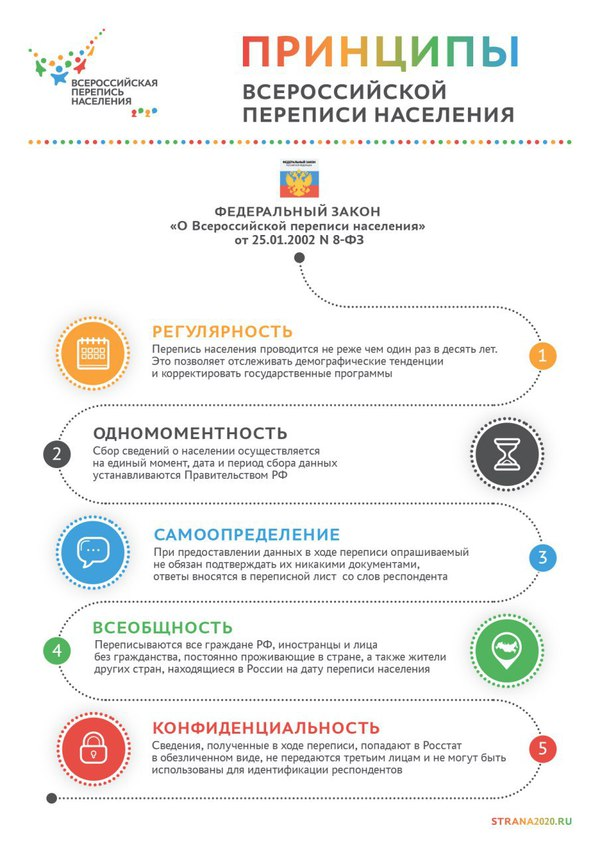 ВСЕРОССИЙСКАЯ
ПЕРЕПИСЬ
НАСЕЛЕНИЯ
2020
ПРИНЦИПЫ
ВСЕРОССИЙСКОЙ
ПЕРЕПИСИ НАСЕЛЕНИЯ
ФЕДЕРАЛЬНЫЙ ЗАКОН
ФЕДЕРАЛЬНЫЙ ЗАКОН
«О Всероссийской переписи населения»
от 25.01.2002 N 8-ФЗ
РЕГУЛЯРНОСТЬ
Перепись населения проводится не реже чем один раз в десять лет.
Это позволяет отслеживать демографические тенденции
и корректировать государственные программы
1
ОДНОМОМЕНТНОСТЬ
2
Сбор сведений о населении осуществляется
на единый момент, дата и период сбора данных
устанавливаются Правительством РФ
САМООПРЕДЕЛЕНИЕ
При предоставлении данных в ходе переписи опрашиваемый
не обязан подтверждать их никакими документами,
ответы вносятся в переписной лист со слов респондента
3
ВСЕОБЩНОСТЬ
4
Переписываются все граждане РФ, иностранцы и лица
без гражданства, постоянно проживающие в стране, а также жители
других стран, находящиеся в России на дату переписи населения
КОНФИДЕНЦИАЛЬНОСТЬ
Сведения, полученные в ходе переписи, попадают в Росстат
в обезличенном виде, не передаются третьим лицам и не могут быть
использованы для идентификации респондентов
5
STRANA2020.RU